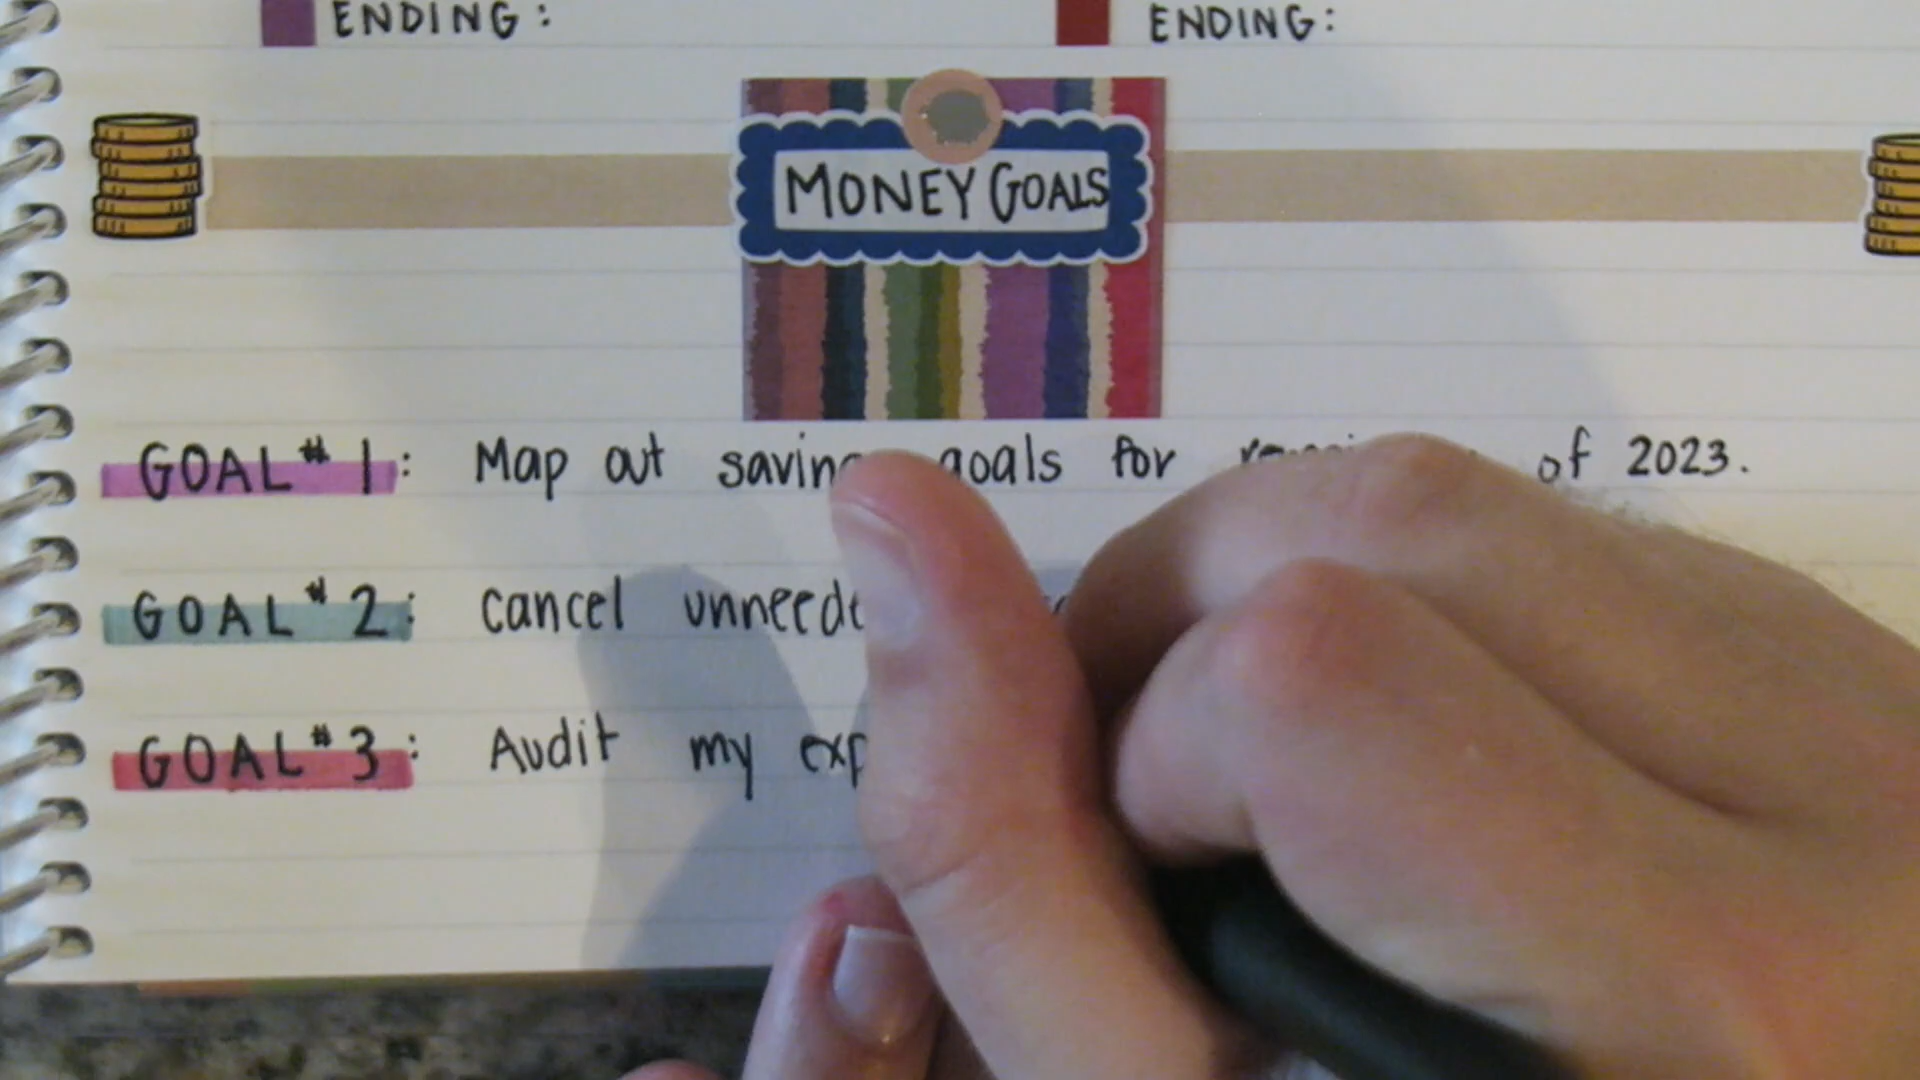 ENDING: ENDING:
MONEY GOALS
GOAL #1: Map out saving goals for of 2023.
GOAL #2: cancel
GOAL #3: Audit my